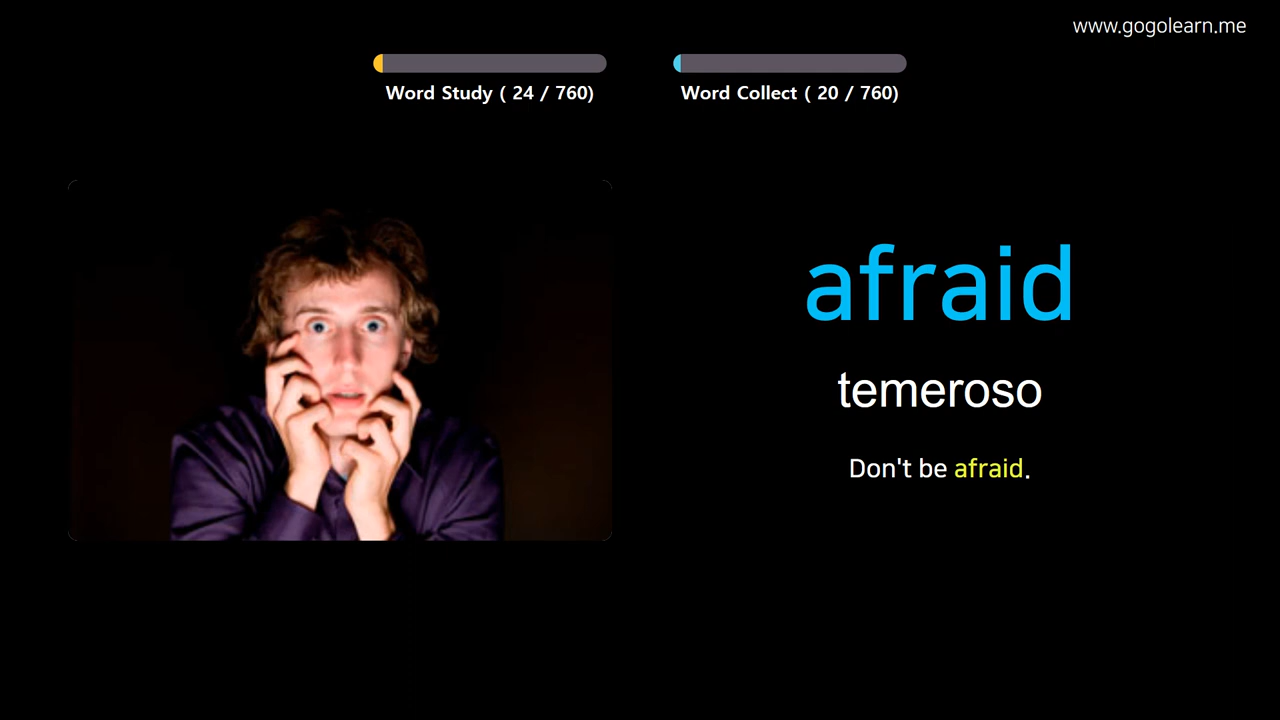 www.gogolearn.me
Word Study ( 24 / 760)
Word Collect ( 20 / 760)
afraid
temeroso
Don't be afraid.